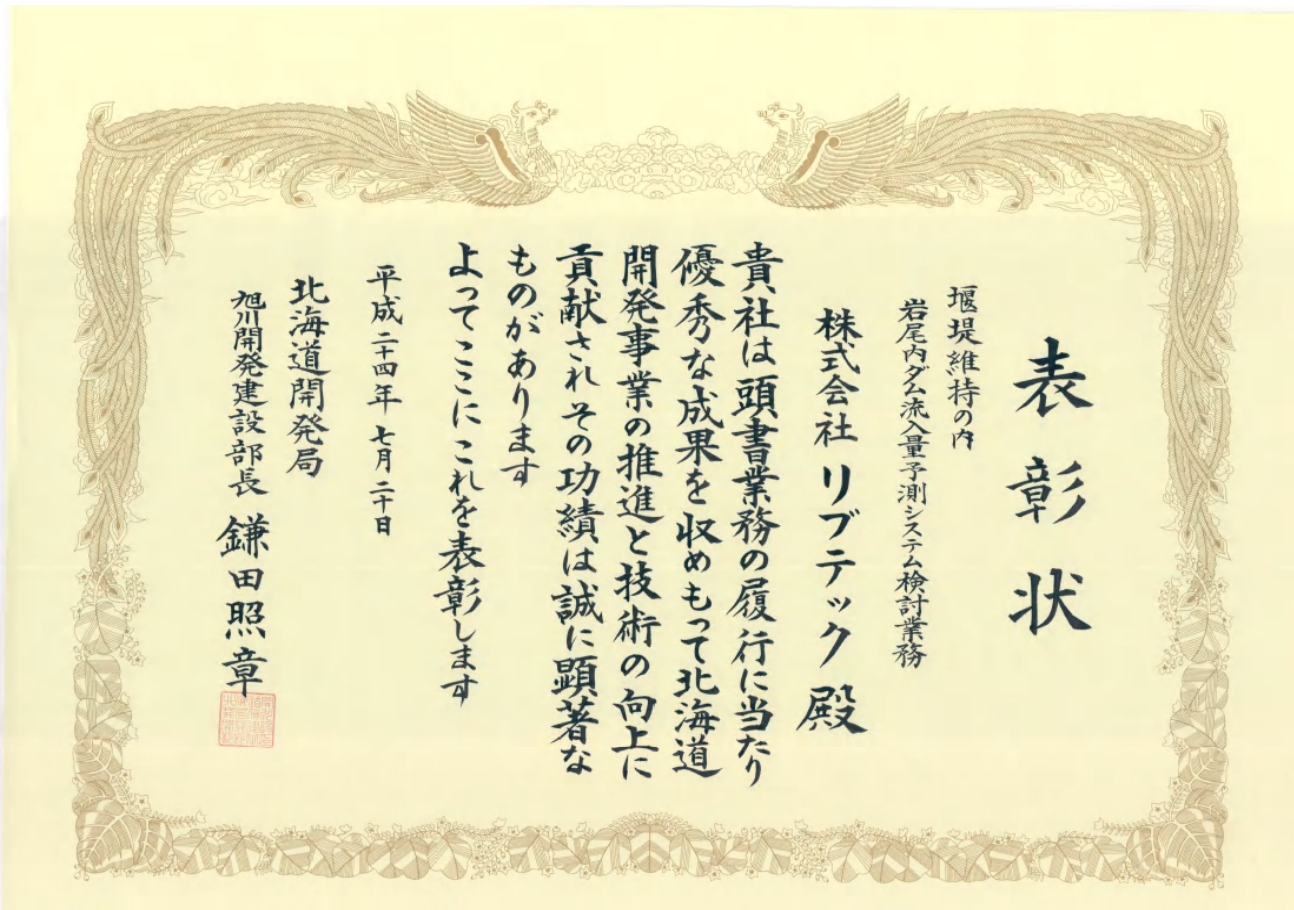 表彰状
堰堤維持の内
岩尾内ダム流入量予測システム検討業務
株式会社 リブテック 殿
貴社は頭書業務の履行に当たり
優秀な成果を収めもって北海道
開発事業の推進と技術の向上に
貢献されその功績は誠に顕著な
ものがあります
よってここにこれを表彰します
平成二十四年 七月 二十日
北海道開発局
旭川開発建設部長 鎌田照章